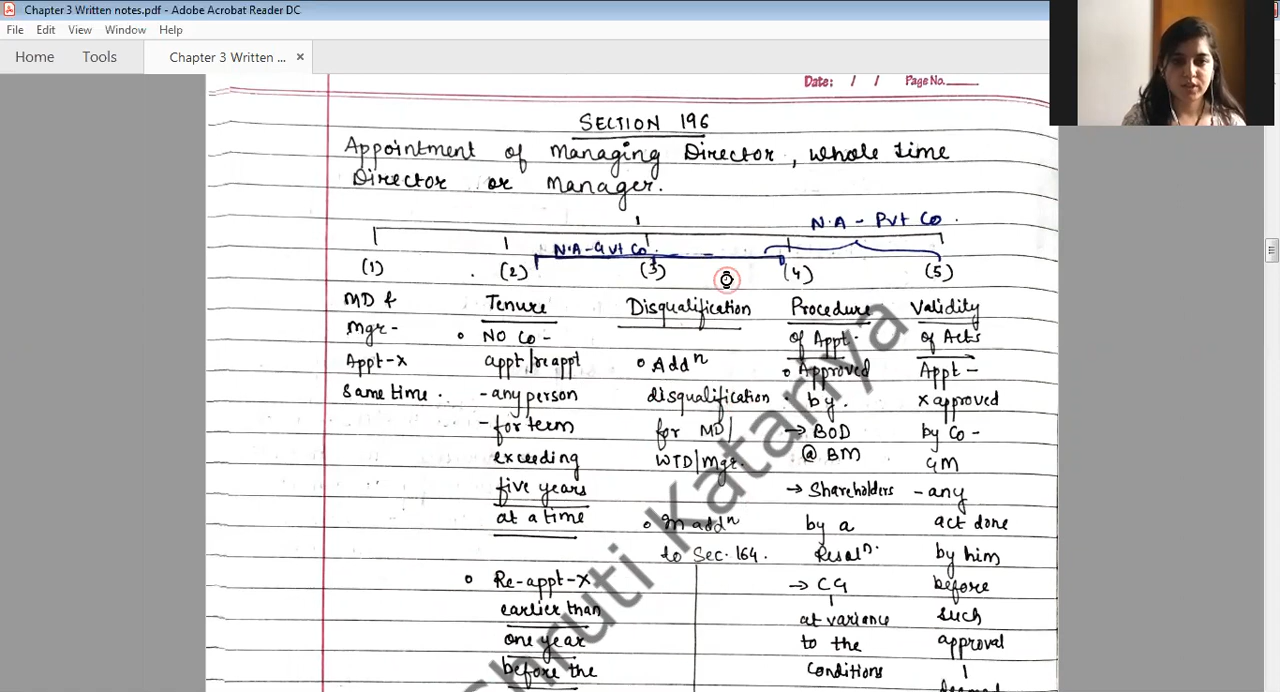 Chapter 3 Written notes.pdf - Adobe Acrobat Reader DC
File Edit View Window Help
Home Tools Chapter 3 Written ... ×
Date: / / Page No.
SECTION 196
Appointment of Managing Director, whole time
Director or Manager.
N.A - Pvt Co.
N.A - Gvt Co.
(1) (2) (3) (4) (5)
MD &
Mgr-
Appt-x
same time.
Tenure
NO Co -
appt/reappt
- any person
- for term
exceeding
five years
at a time
Re-appt-x
earlier than
one year
before the
Disqualification
Addn
disqualification
for MD/
WTD/Mgr.
In addn
to Sec. 164.
Procedure
of Appt.
Approved
by.
→ BOD
@ BM
→ Shareholders
by a
Resoln.
→ CG
at variance
to the
conditions
Validity
of Acts
Appt -
x approved
by Co -
GM
- any
act done
by him
before
such
approval
shruti Katariya